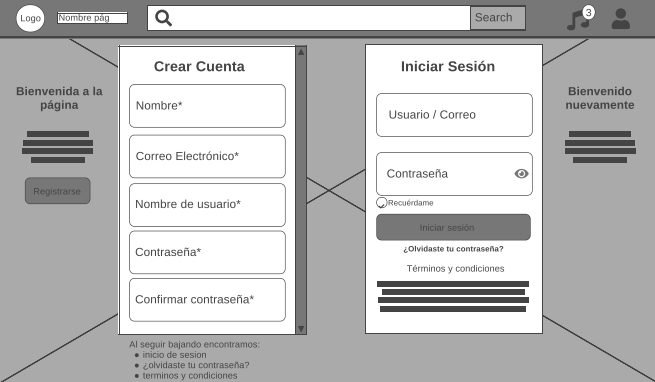 Logo
Nombre pág
Search
3
Bienvenida a la
página
Registrarse
Crear Cuenta
Nombre*
Correo Electrónico*
Nombre de usuario*
Contraseña*
Confirmar contraseña*
Al seguir bajando encontramos:
● inicio de sesion
● ¿olvidaste tu contraseña?
● terminos y condiciones
Iniciar Sesión
Usuario / Correo
Contraseña
Recuérdame
Iniciar sesión
¿Olvidaste tu contraseña?
Términos y condiciones
Bienvenido
nuevamente